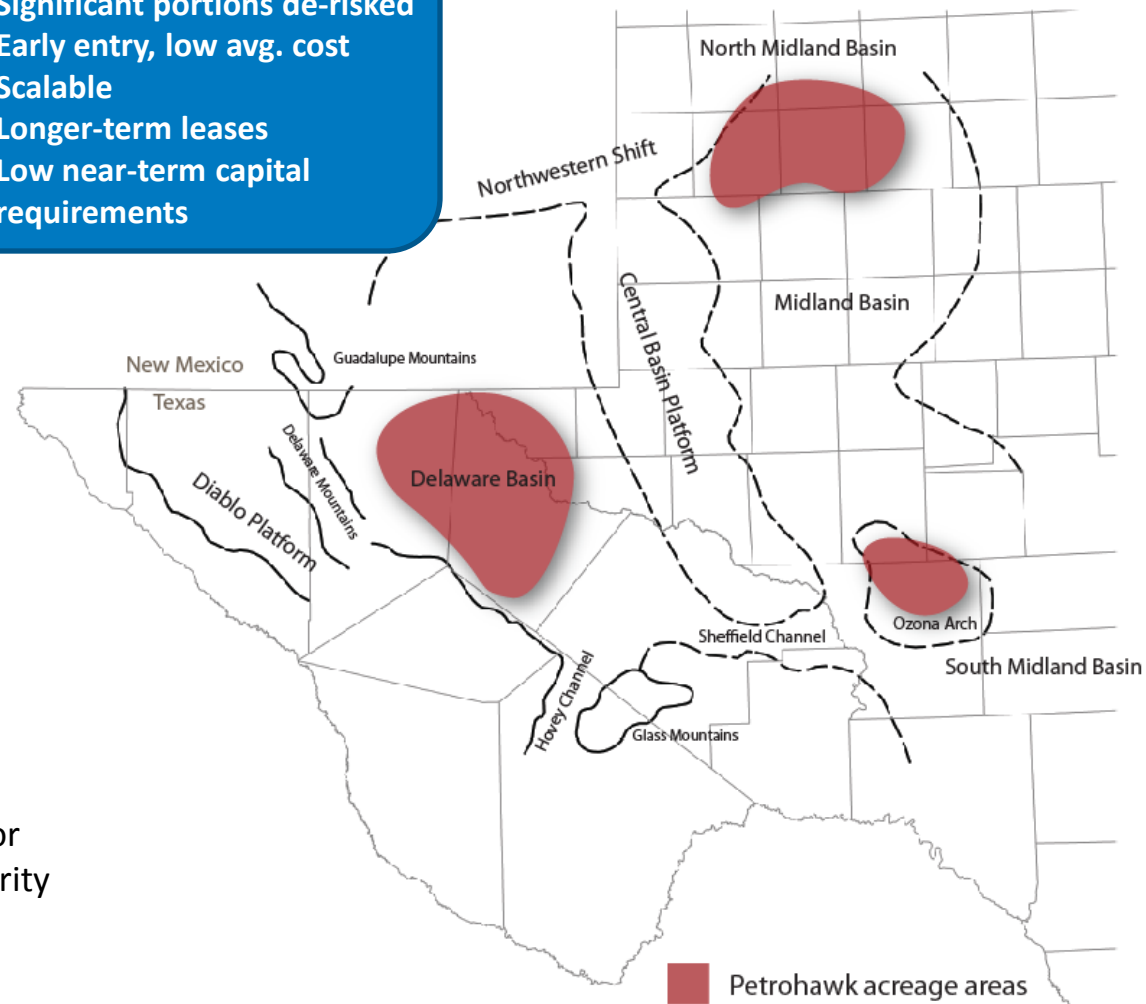 Significant portions de-risked
Early entry, low avg. cost
Scalable
Longer-term leases
Low near-term capital
requirements
North Midland Basin
Northwestern Shift
Central Basin Platform
Midland Basin
Guadalupe Mountains
New Mexico
Texas
Delaware Mountains
Delaware Basin
Diablo Platform
Ozona Arch
Sheffield Channel
South Midland Basin
Hovey Channel
Glass Mountains
Petrohawk acreage areas